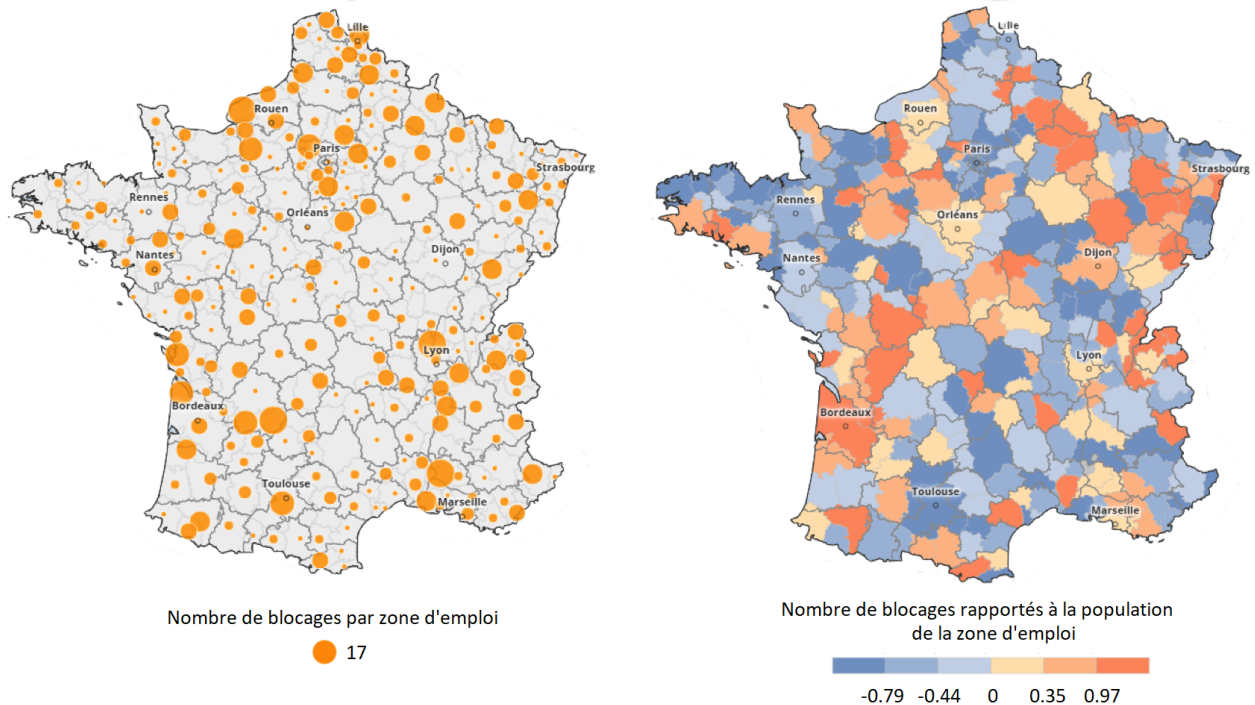 Lille
Rouen
Paris
Strasbourg
Rennes
Orléans
Dijon
Nantes
Lyon
Bordeaux
Toulouse
Marseille
Nombre de blocages par zone d'emploi
17
Lille
Rouen
Paris
Strasbourg
Rennes
Orléans
Dijon
Nantes
Lyon
Bordeaux
Toulouse
Marseille
Nombre de blocages rapportés à la population
de la zone d'emploi
-0.79 -0.44 0 0.35 0.97